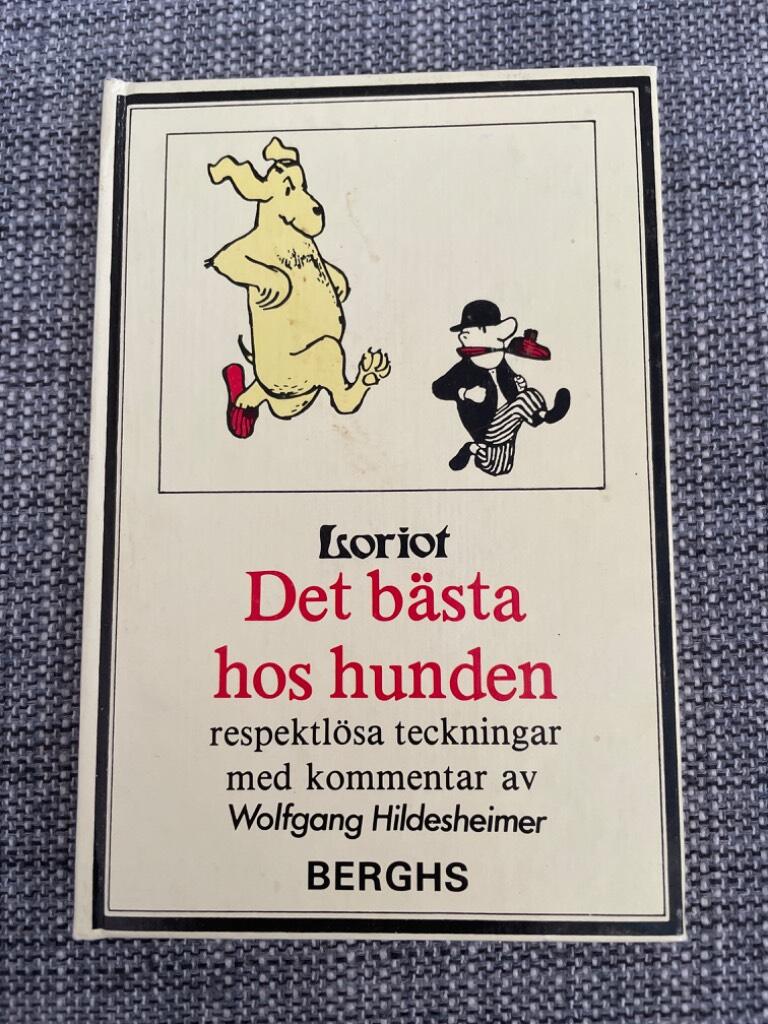 Loriot
Det bästa
hos hunden
respektlösa teckningar
med kommentar av
Wolfgang Hildesheimer
BERGHS